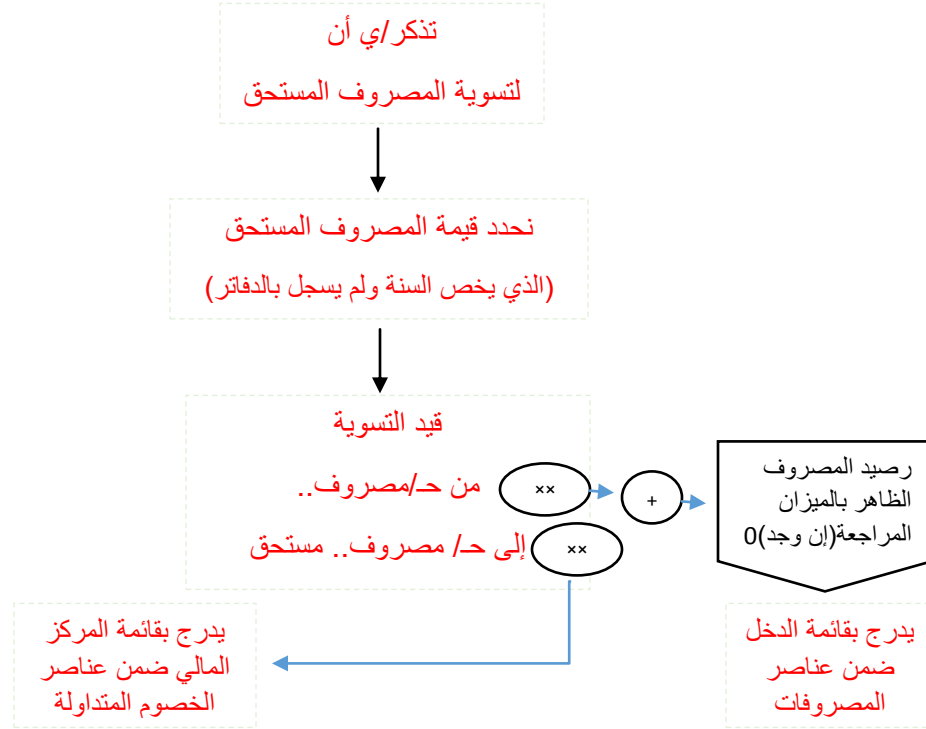 تذكر/ي أن
لتسوية المصروف المستحق
نحدد قيمة المصروف المستحق
(الذي يخص السنة ولم يسجل بالدفاتر)
قيد التسوية
×× من حـ/مصروف..
×× إلى حـ/ مصروف.. مستحق
+
رصيد المصروف
الظاهر بالميزان
المراجعة(إن وجد)0
يدرج بقائمة الدخل
ضمن عناصر
المصروفات
يدرج بقائمة المركز
المالي ضمن عناصر
الخصوم المتداولة